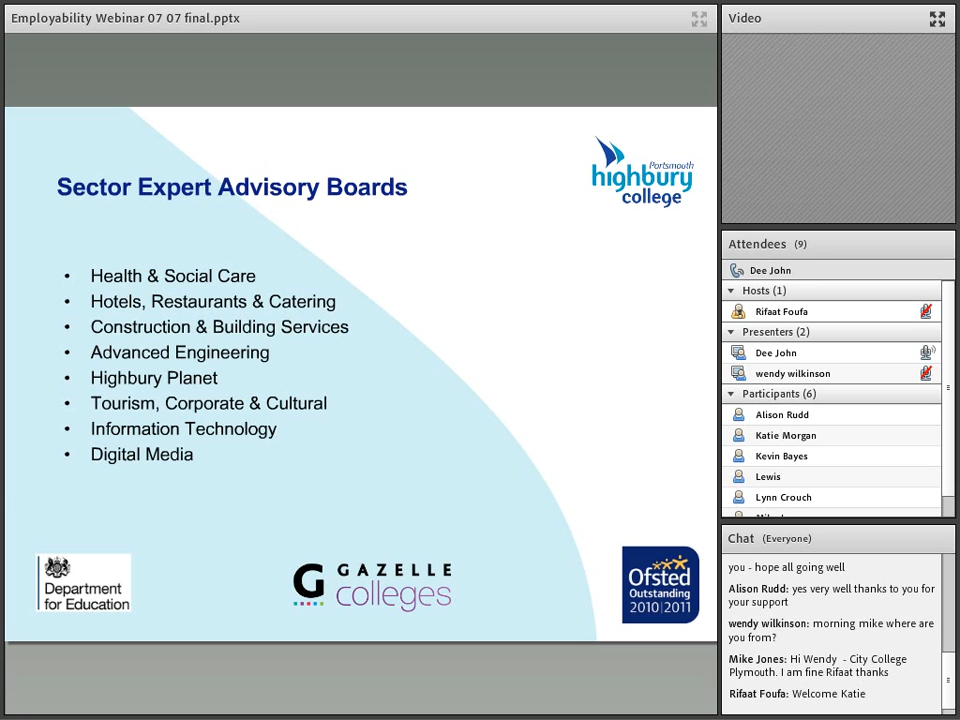 Employability Webinar 07 07 final.pptx
Sector Expert Advisory Boards
Portsmouth
highbury
college
• Health & Social Care
• Hotels, Restaurants & Catering
• Construction & Building Services
• Advanced Engineering
• Highbury Planet
• Tourism, Corporate & Cultural
• Information Technology
• Digital Media
Department
for Education
GAZELLE
colleges
Ofsted
Outstanding
2010|2011
Video
Attendees (9)
Dee John
Hosts (1)
Rifaat Foufa
Presenters (2)
Dee John
wendy wilkinson
Participants (6)
Alison Rudd
Katie Morgan
Kevin Bayes
Lewis
Lynn Crouch
Chat (Everyone)
you - hope all going well
Alison Rudd: yes very well thanks to you for
your support
wendy wilkinson: morning mike where are
you from?
Mike Jones: Hi Wendy - City College
Plymouth. I am fine Rifaat thanks
Rifaat Foufa: Welcome Katie